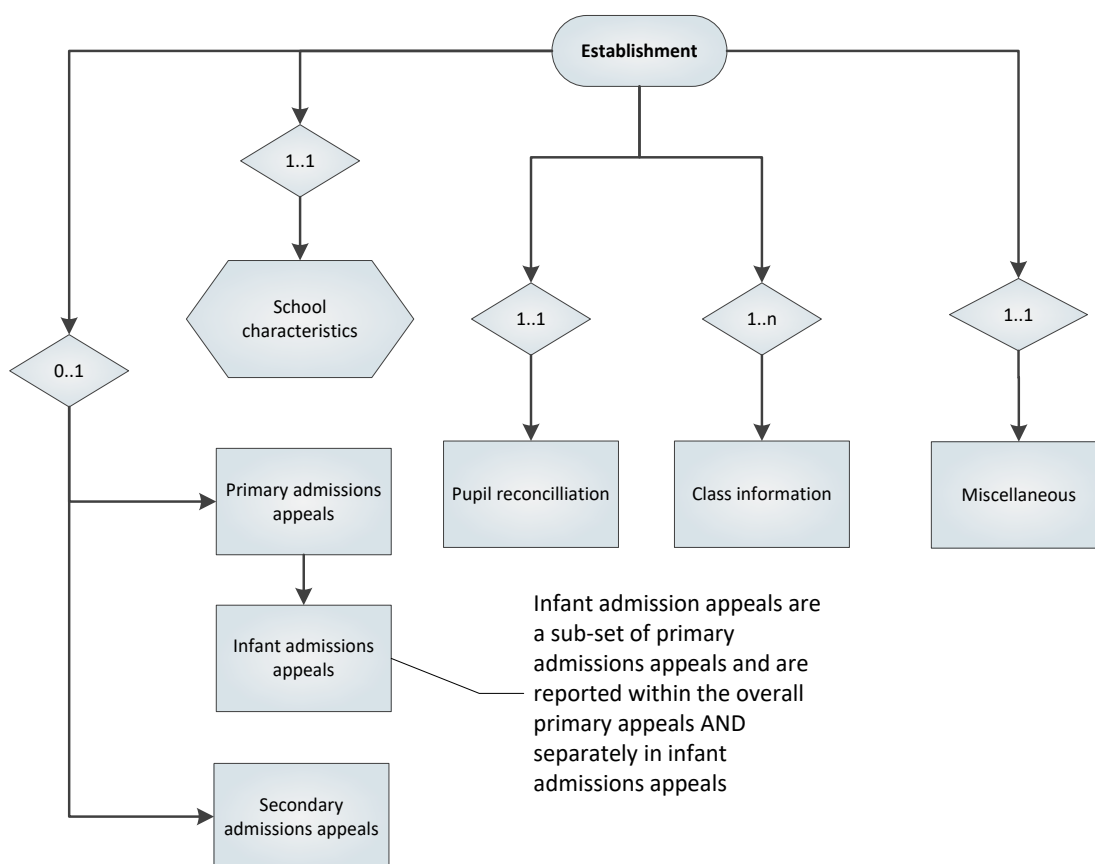 Establishment
1..1
School
characteristics
0..1
1..1
1..n
1..1
Primary admissions
appeals
Pupil reconcilliation
Class information
Miscellaneous
Infant admissions
appeals
Infant admission appeals are
a sub-set of primary
admissions appeals and are
reported within the overall
primary appeals AND
separately in infant
admissions appeals
Secondary
admissions appeals